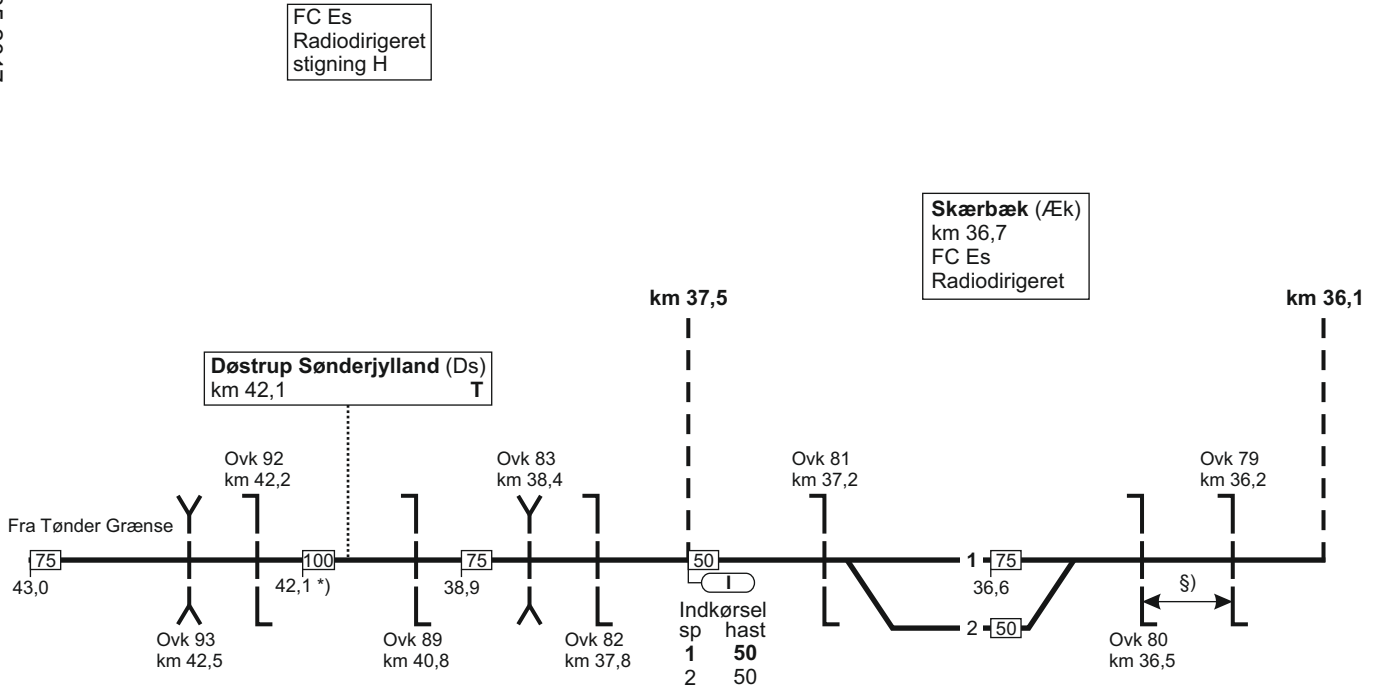 FC Es
Radiodirigeret
stigning H
Skærbæk (Æk)
km 36,7
FC Es
Radiodirigeret
km 37,5
km 36,1
Døstrup Sønderjylland (Ds)
km 42,1 T
Ovk 92
km 42,2
Ovk 83
km 38,4
Ovk 81
km 37,2
Ovk 79
km 36,2
Fra Tønder Grænse
75
100
75
50
1
75
43,0
42,1 *)
38,9
I
36,6
§)
Indkørsel
sp hast
1 50
2 50
2
50
Ovk 93
km 42,5
Ovk 89
km 40,8
Ovk 82
km 37,8
Ovk 80
km 36,5